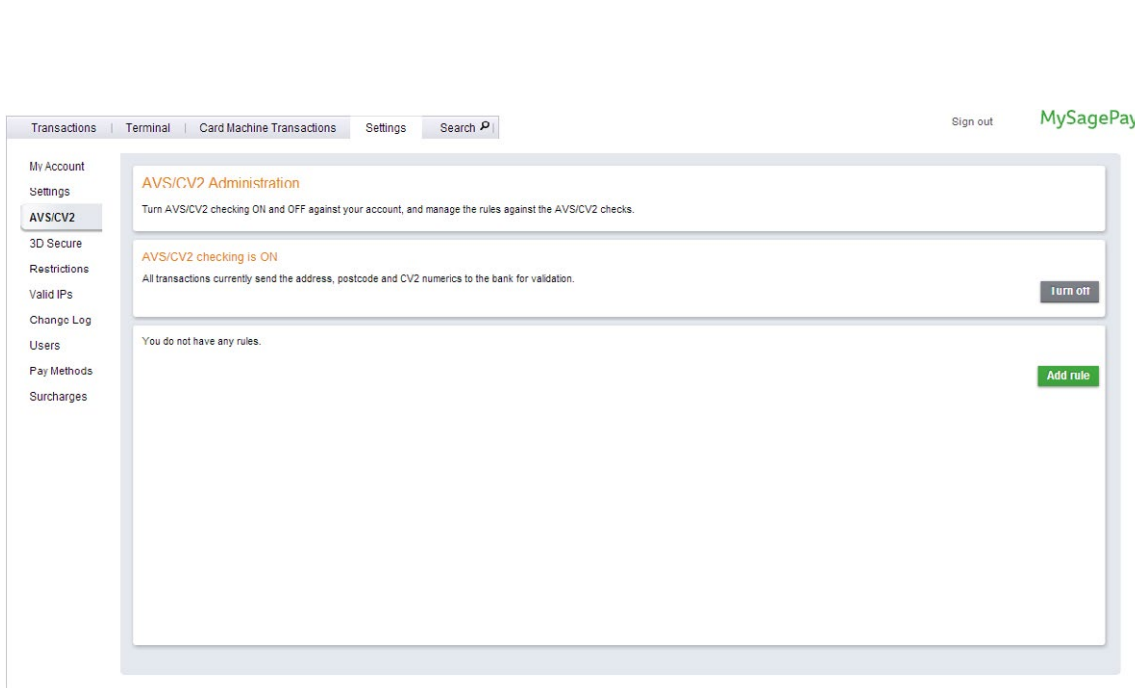 Transactions | Terminal | Card Machine Transactions Settings Search |
Sign out
MySagePay
My Account
Settings
AVS/CV2
3D Secure
Restrictions
Valid IPs
Change Log
Users
Pay Methods
Surcharges
AVS/CV2 Administration
Turn AVS/CV2 checking ON and OFF against your account, and manage the rules against the AVS/CV2 checks.
AVS/CV2 checking is ON
All transactions currently send the address, postcode and CV2 numerics to the bank for validation.
Turn off
You do not have any rules.
Add rule